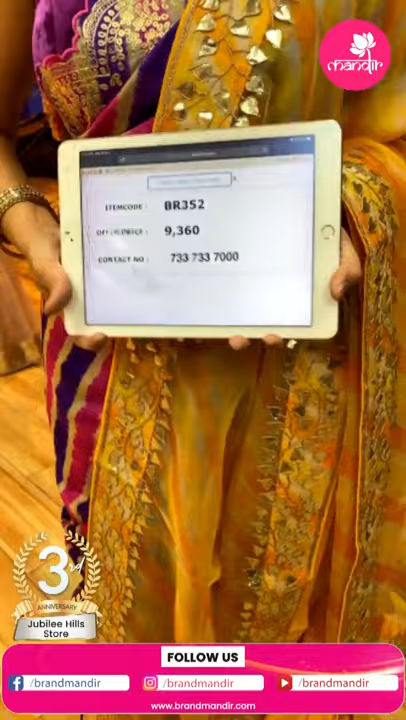 mandir
ITEMCODE : BR352
9,360
CONTACT NO : 733 733 7000
3rd
ANNIVERSARY
Jubilee Hills
Store
FOLLOW US
/brandmandir /brandmandir /brandmandir
www.brandmandir.com